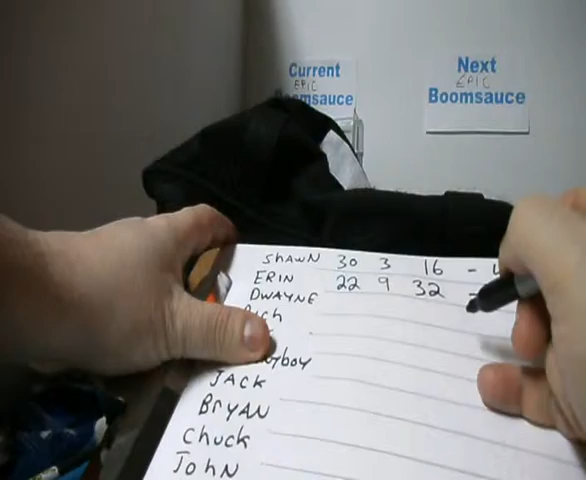 Current
EPIC
Boomsauce
Next
EPIC
Boomsauce
SHAWN 30 3 16 -
ERIN 22 9 32 -
DWAYNE
Rich
JACK
BRYAN
Chuck
JOHN